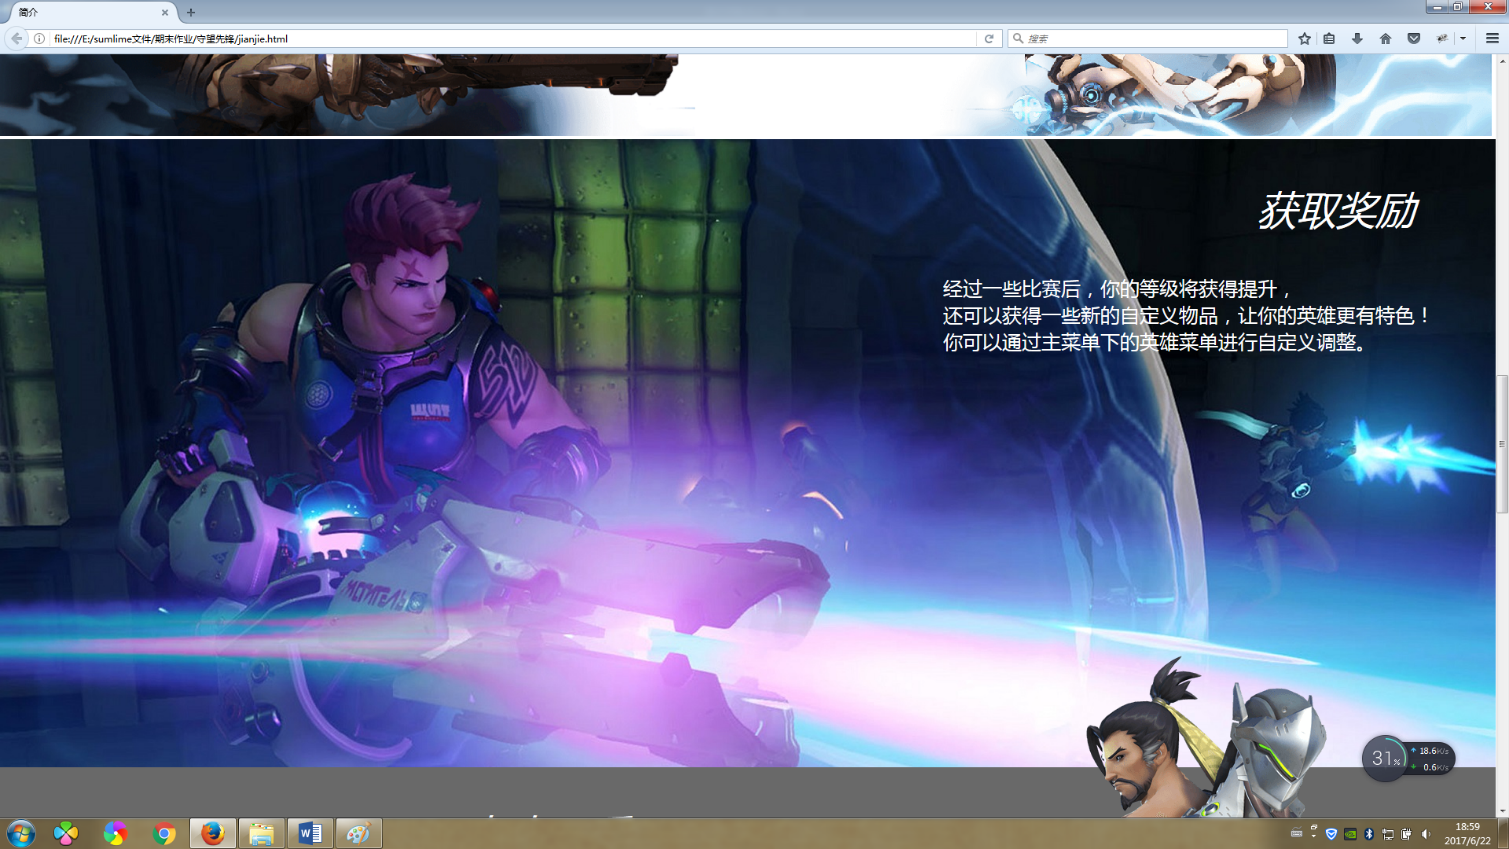 简介
file:///E:/sumlime文件/期末作业/守望先锋/jianjie.html
搜索
获取奖励
经过一些比赛后，你的等级将获得提升，
还可以获得一些新的自定义物品，让你的英雄更有特色！
你可以通过主菜单下的英雄菜单进行自定义调整。
512
31%
18.6K/s
0.6K/s
18:59
2017/6/22